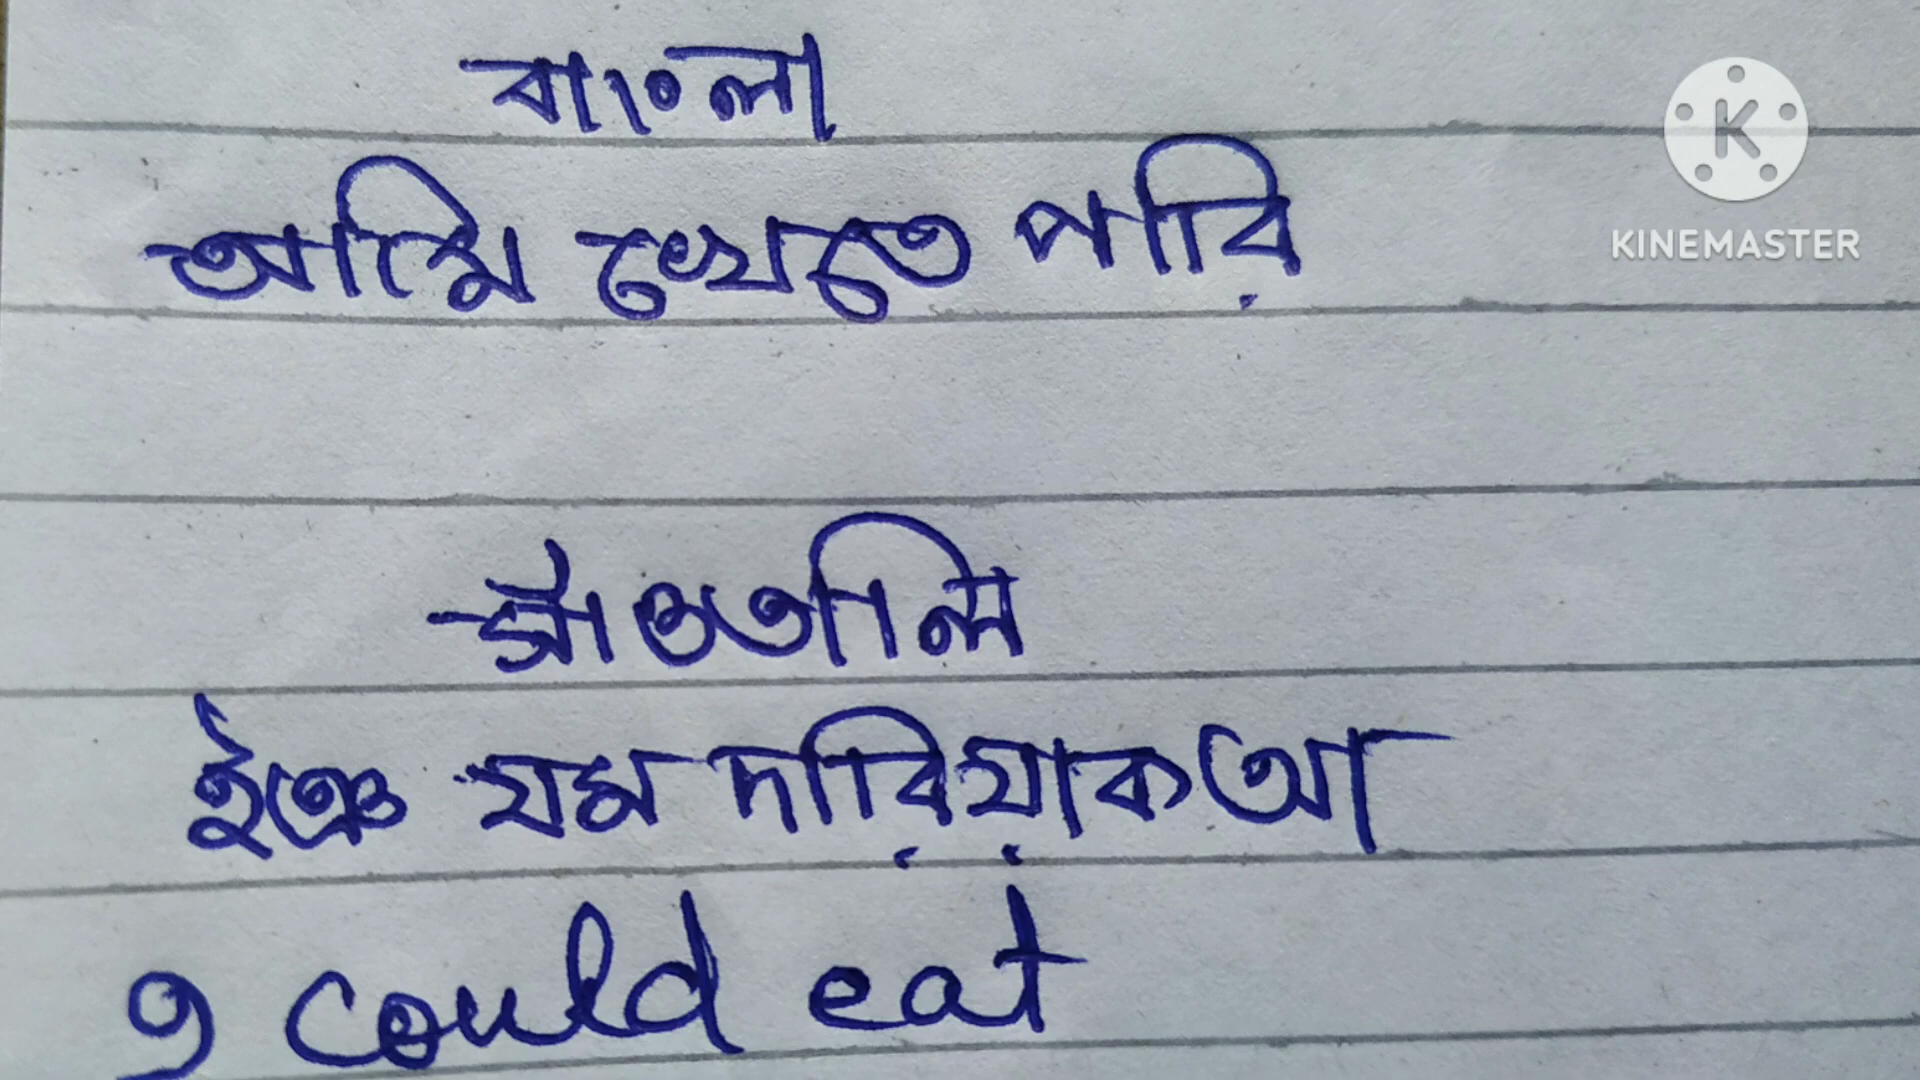 বাংলা
আমি খেতে পারি
সাঁওতালি
ইঞ যম দারিয়াকআ
I could eat
KINEMASTER